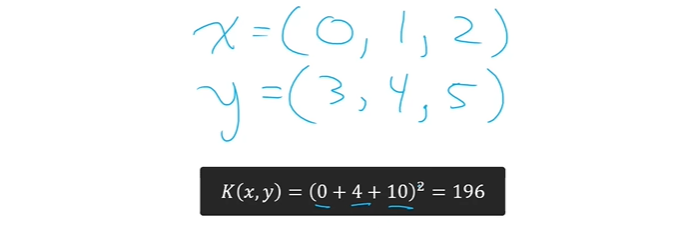 x = (0, 1, 2)
y = (3, 4, 5)
K(x, y) = (0 + 4 + 10)² = 196